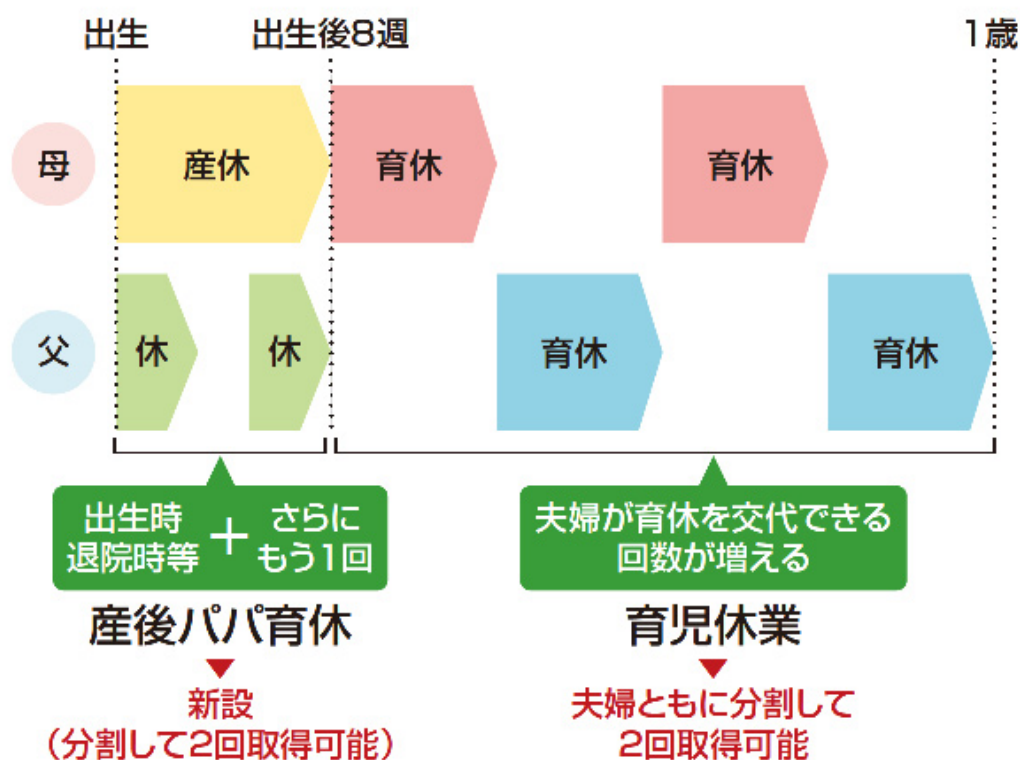 出生
出生後8週
1歳
母
産休
育休
育休
父
休
休
育休
育休
出生時
退院時等
+
さらに
もう1回
夫婦が育休を交代できる
回数が増える
産後パパ育休
育児休業
新設
（分割して2回取得可能）
夫婦ともに分割して
2回取得可能